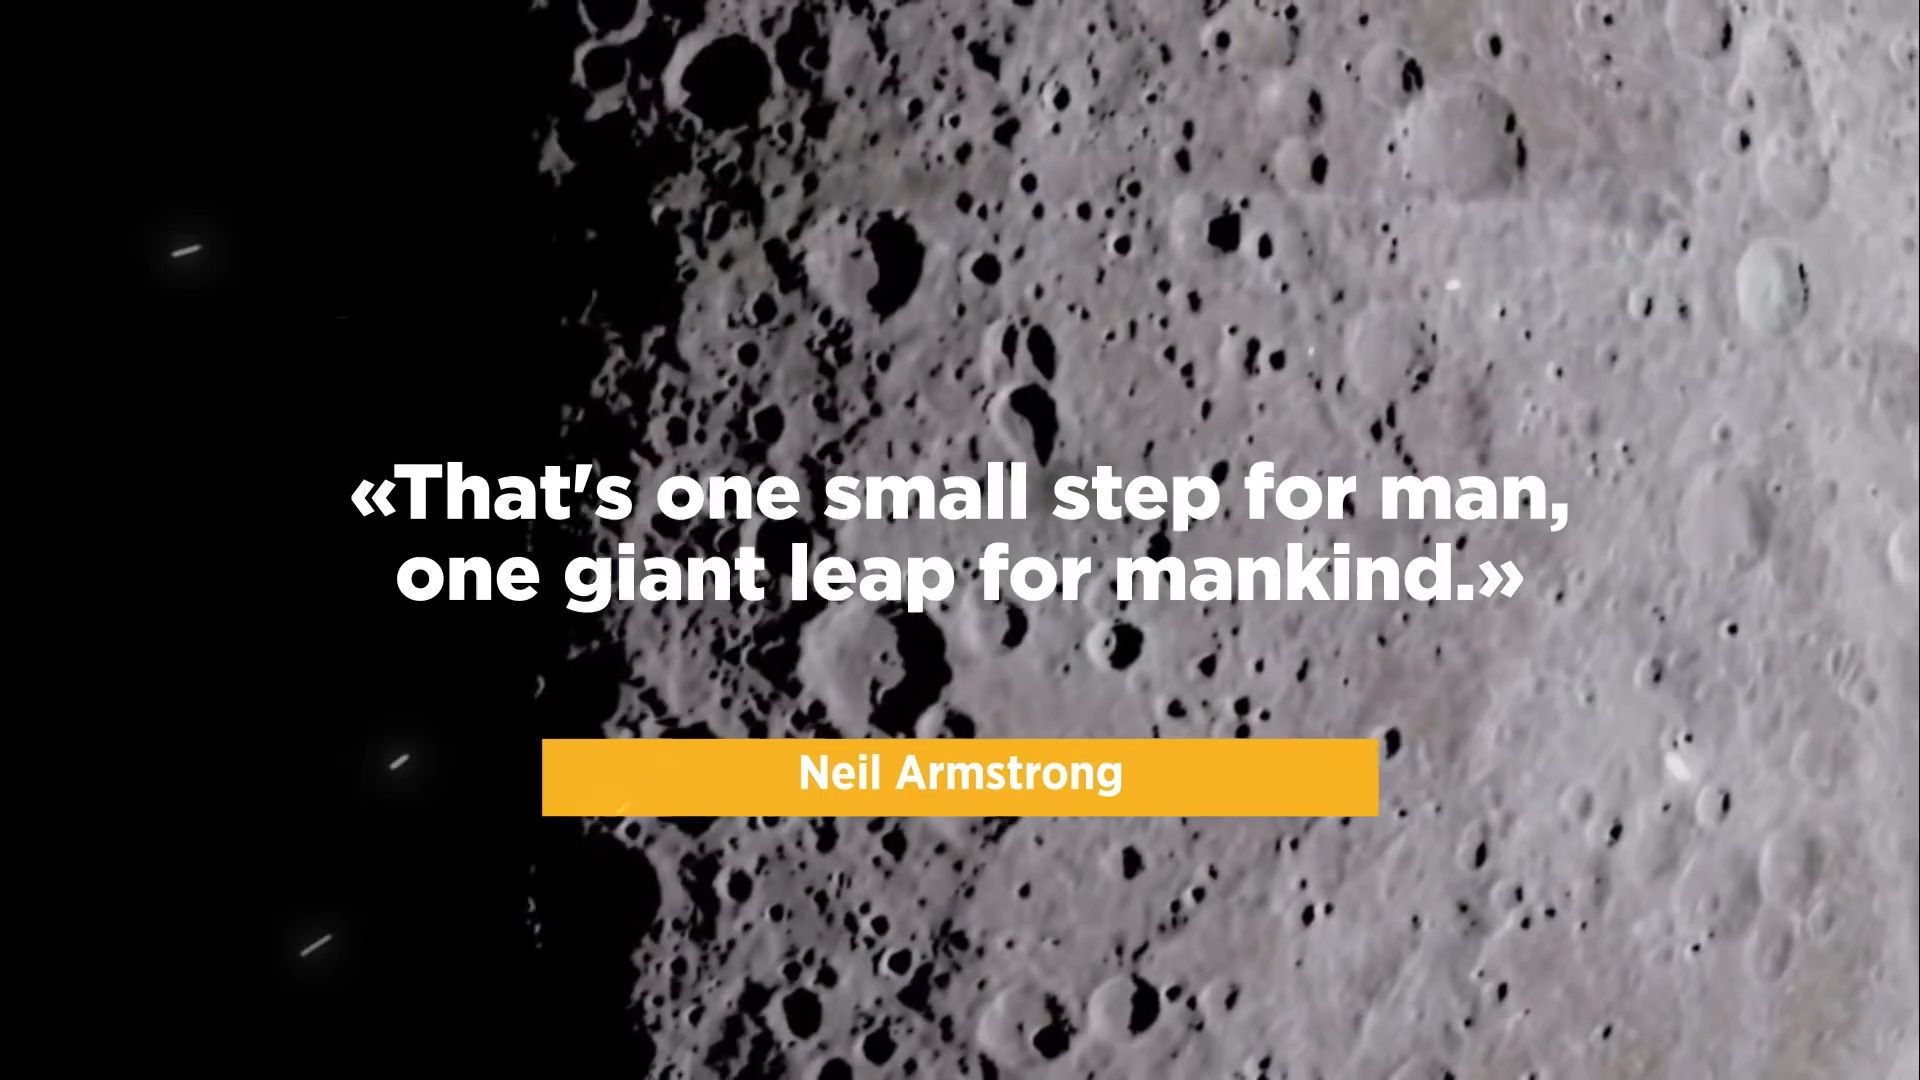 «That's one small step for man,
one giant leap for mankind.»
Neil Armstrong